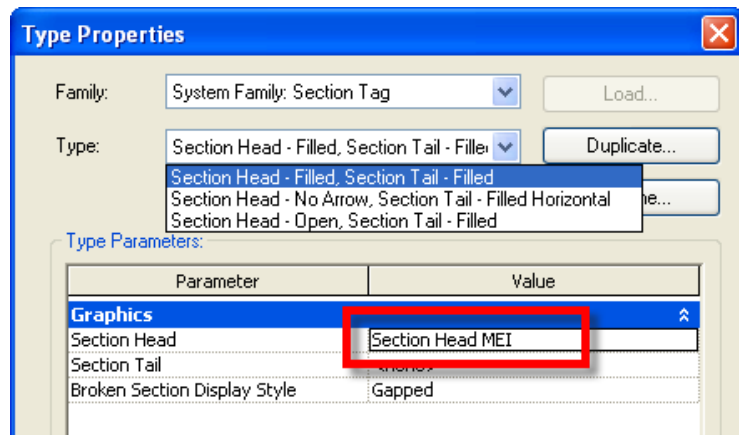 Type Properties
Family: System Family: Section Tag Load...
Type: Section Head - Filled, Section Tail - Duplicate...
Section Head - Filled, Section Tail - Filled
Section Head - No Arrow, Section Tail - Filled Horizontal
Section Head - Open, Section Tail - Filled
Type Parameters:
Parameter Value
Graphics
Section Head Section Head MEI
Section Tail
Broken Section Display Style Gapped